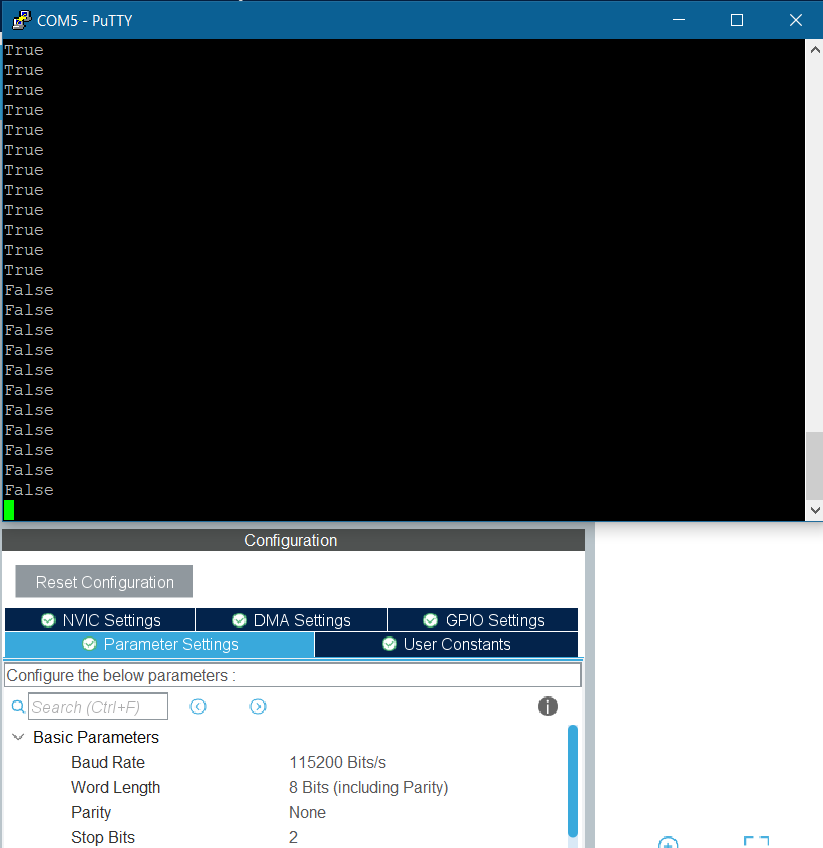 COM5 - PuTTY
True
True
True
True
True
True
True
True
True
True
True
True
False
False
False
False
False
False
False
False
False
False
False
Configuration
Reset Configuration
NVIC Settings DMA Settings GPIO Settings
Parameter Settings User Constants
Configure the below parameters :
Search (Ctrl+F)
Basic Parameters
Baud Rate 115200 Bits/s
Word Length 8 Bits (including Parity)
Parity None
Stop Bits 2